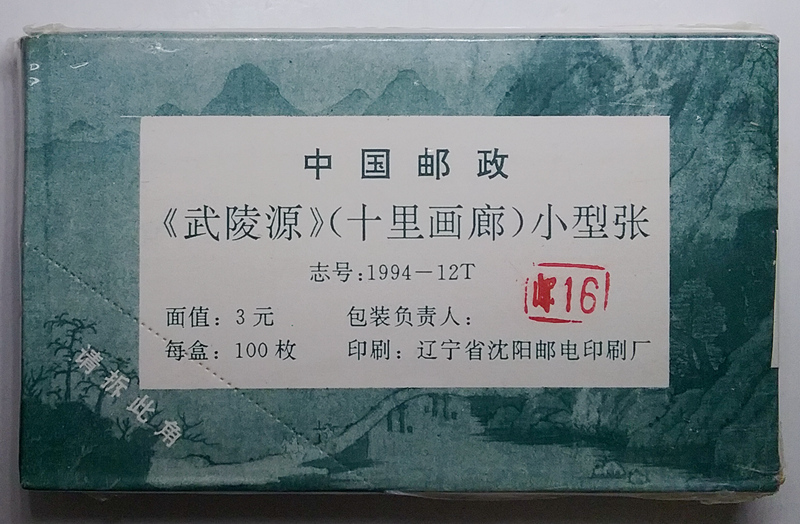 中国邮政
《武陵源》(十里画廊)小型张
志号:1994－12T
面值: 3元 包装负责人:
16
每盒: 100枚 印刷: 辽宁省沈阳邮电印刷厂
请拆此角